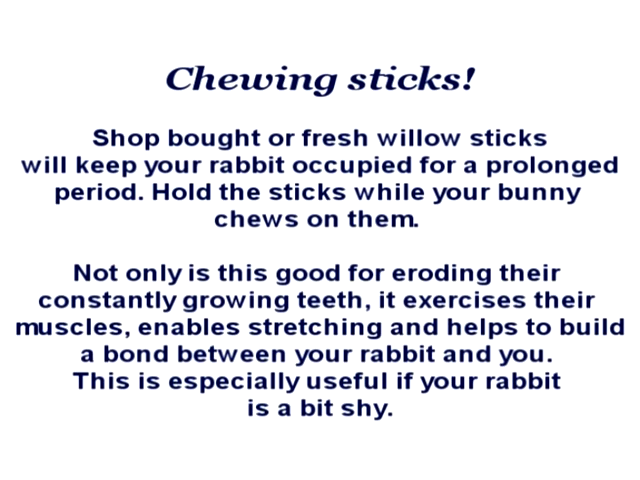 Chewing sticks!
Shop bought or fresh willow sticks
will keep your rabbit occupied for a prolonged
period. Hold the sticks while your bunny
chews on them.
Not only is this good for eroding their
constantly growing teeth, it exercises their
muscles, enables stretching and helps to build
a bond between your rabbit and you.
This is especially useful if your rabbit
is a bit shy.